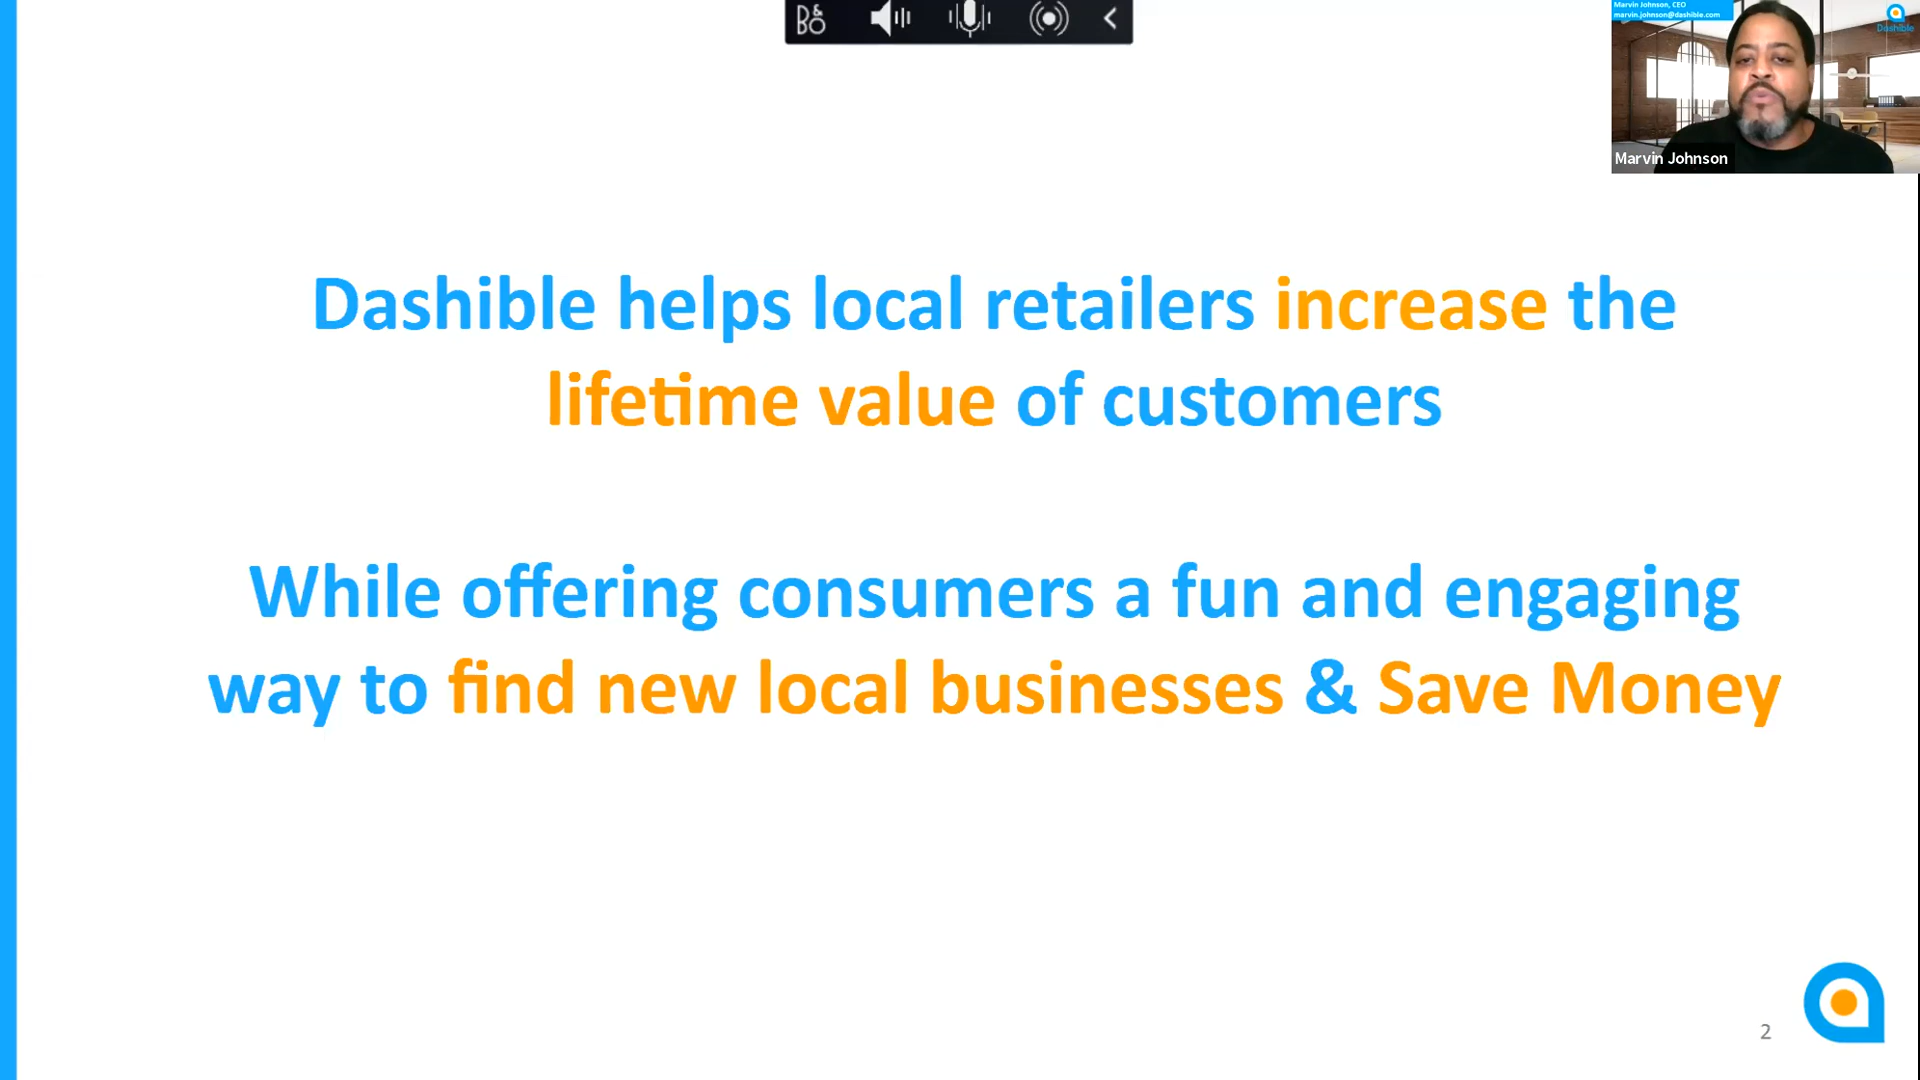 B&O
Marvin Johnson, CEO
marvin.johnson@dashible.com
Dashible
Marvin Johnson
Dashible helps local retailers increase the
lifetime value of customers
While offering consumers a fun and engaging
way to find new local businesses & Save Money
2